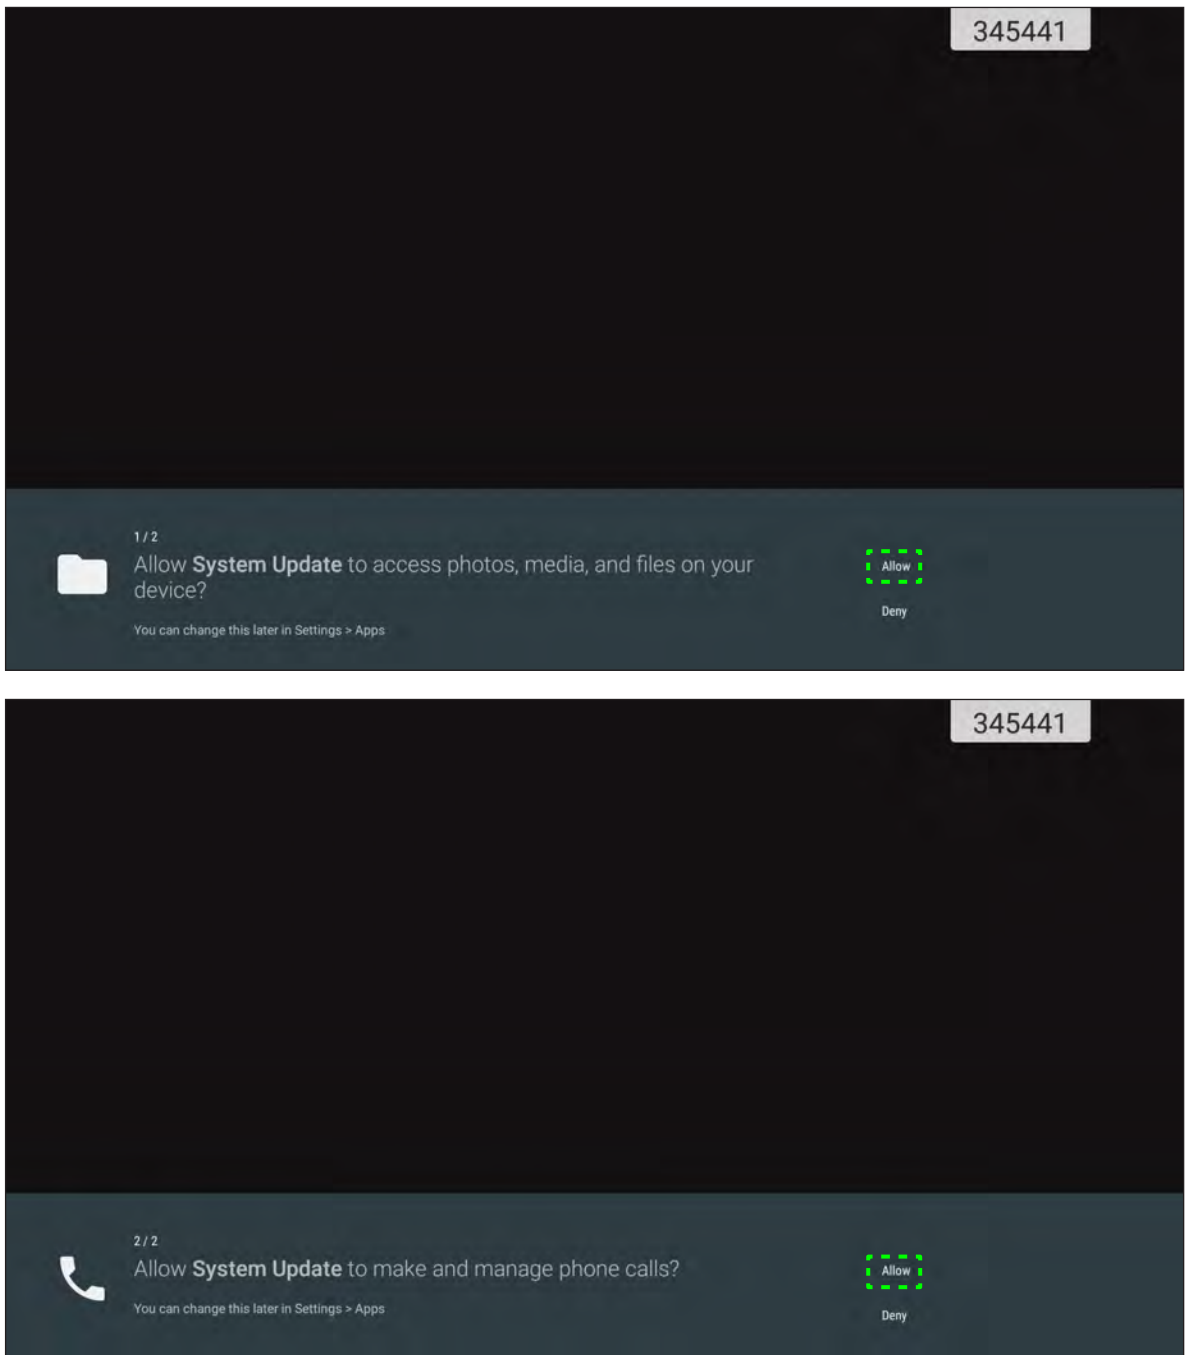 345441
1 / 2
Allow System Update to access photos, media, and files on your
device?
Allow
Deny
You can change this later in Settings > Apps
345441
2 / 2
Allow System Update to make and manage phone calls?
Allow
Deny
You can change this later in Settings > Apps